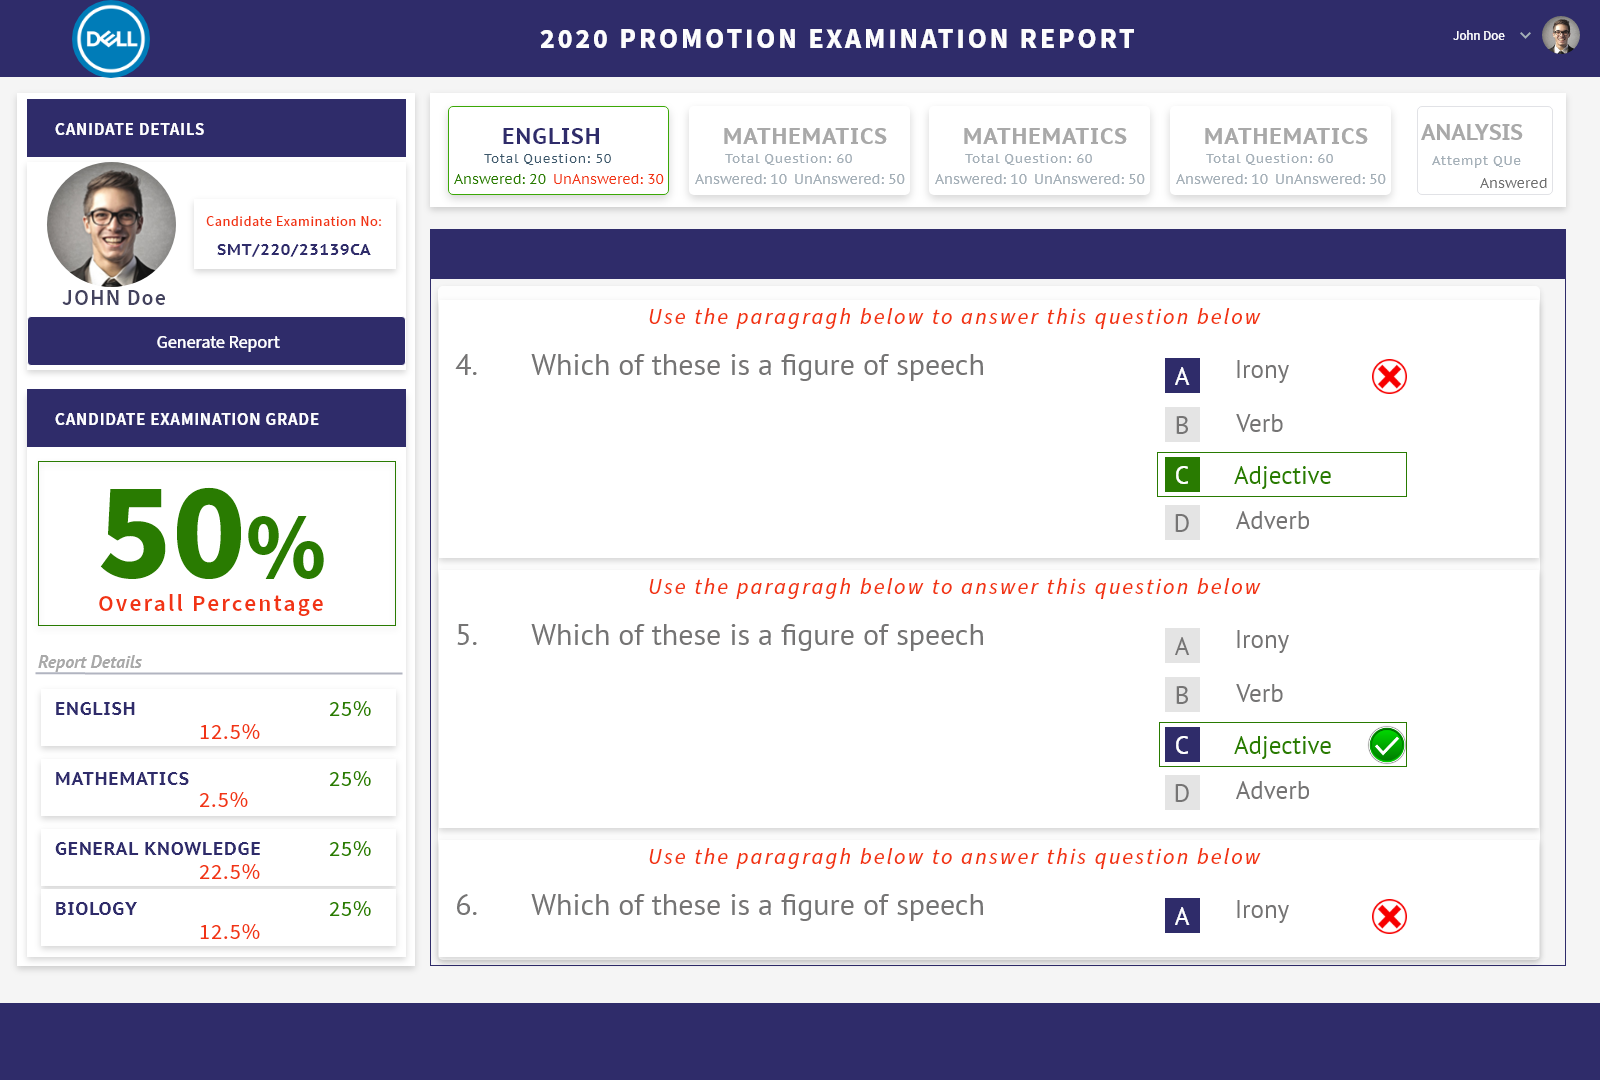 DELL
2020 PROMOTION EXAMINATION REPORT
John Doe
CANIDATE DETAILS
Candidate Examination No:
SMT/220/23139CA
JOHN Doe
Generate Report
CANDIDATE EXAMINATION GRADE
50%
Overall Percentage
Report Details
ENGLISH 25%
12.5%
MATHEMATICS 25%
2.5%
GENERAL KNOWLEDGE 25%
22.5%
BIOLOGY 25%
12.5%
ENGLISH
Total Question: 50
Answered: 20 UnAnswered: 30
MATHEMATICS
Total Question: 60
Answered: 10 UnAnswered: 50
MATHEMATICS
Total Question: 60
Answered: 10 UnAnswered: 50
MATHEMATICS
Total Question: 60
Answered: 10 UnAnswered: 50
ANALYSIS
Attempt QUe
Answered
Use the paragragh below to answer this question below
4. Which of these is a figure of speech
A Irony
B Verb
C Adjective
D Adverb
Use the paragragh below to answer this question below
5. Which of these is a figure of speech
A Irony
B Verb
C Adjective
D Adverb
Use the paragragh below to answer this question below
6. Which of these is a figure of speech
A Irony